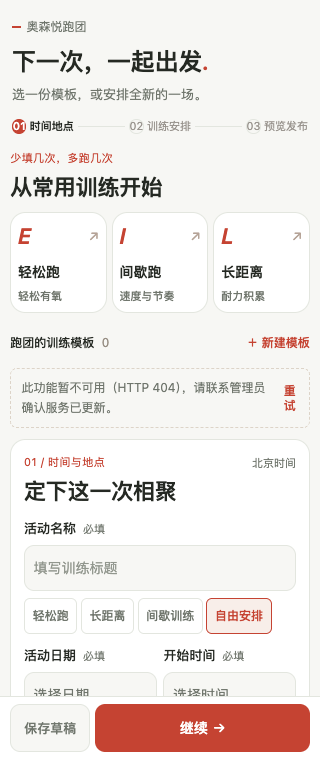 奥森悦跑团
下一次，一起出发.
选一份模板，或安排全新的一场。
01 时间地点 02 训练安排 03 预览发布
少填几次，多跑几次
从常用训练开始
E ↗ I ↗ L ↗
轻松跑 间歇跑 长距离
轻松有氧 速度与节奏 耐力积累
跑团的训练模板 0 + 新建模板
此功能暂不可用（HTTP 404），请联系管理员
确认服务已更新。
重试
01 / 时间与地点 北京时间
定下这一次相聚
活动名称 必填
填写训练标题
轻松跑 长距离 间歇训练 自由安排
活动日期 必填 开始时间 必填
选择日期 选择时间
保存草稿 继续 →